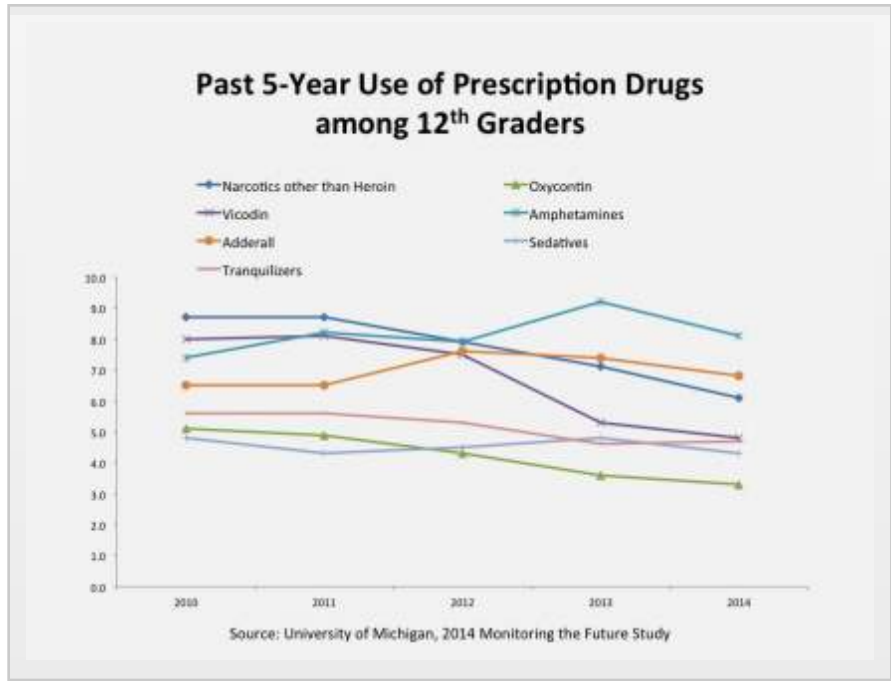 Past 5-Year Use of Prescription Drugs
among 12th Graders
Narcotics other than Heroin
Oxycontin
Vicodin
Amphetamines
Adderall
Sedatives
Tranquilizers
10.0
9.0
8.0
7.0
6.0
5.0
4.0
3.0
2.0
1.0
0.0
2010 2011 2012 2013 2014
Source: University of Michigan, 2014 Monitoring the Future Study